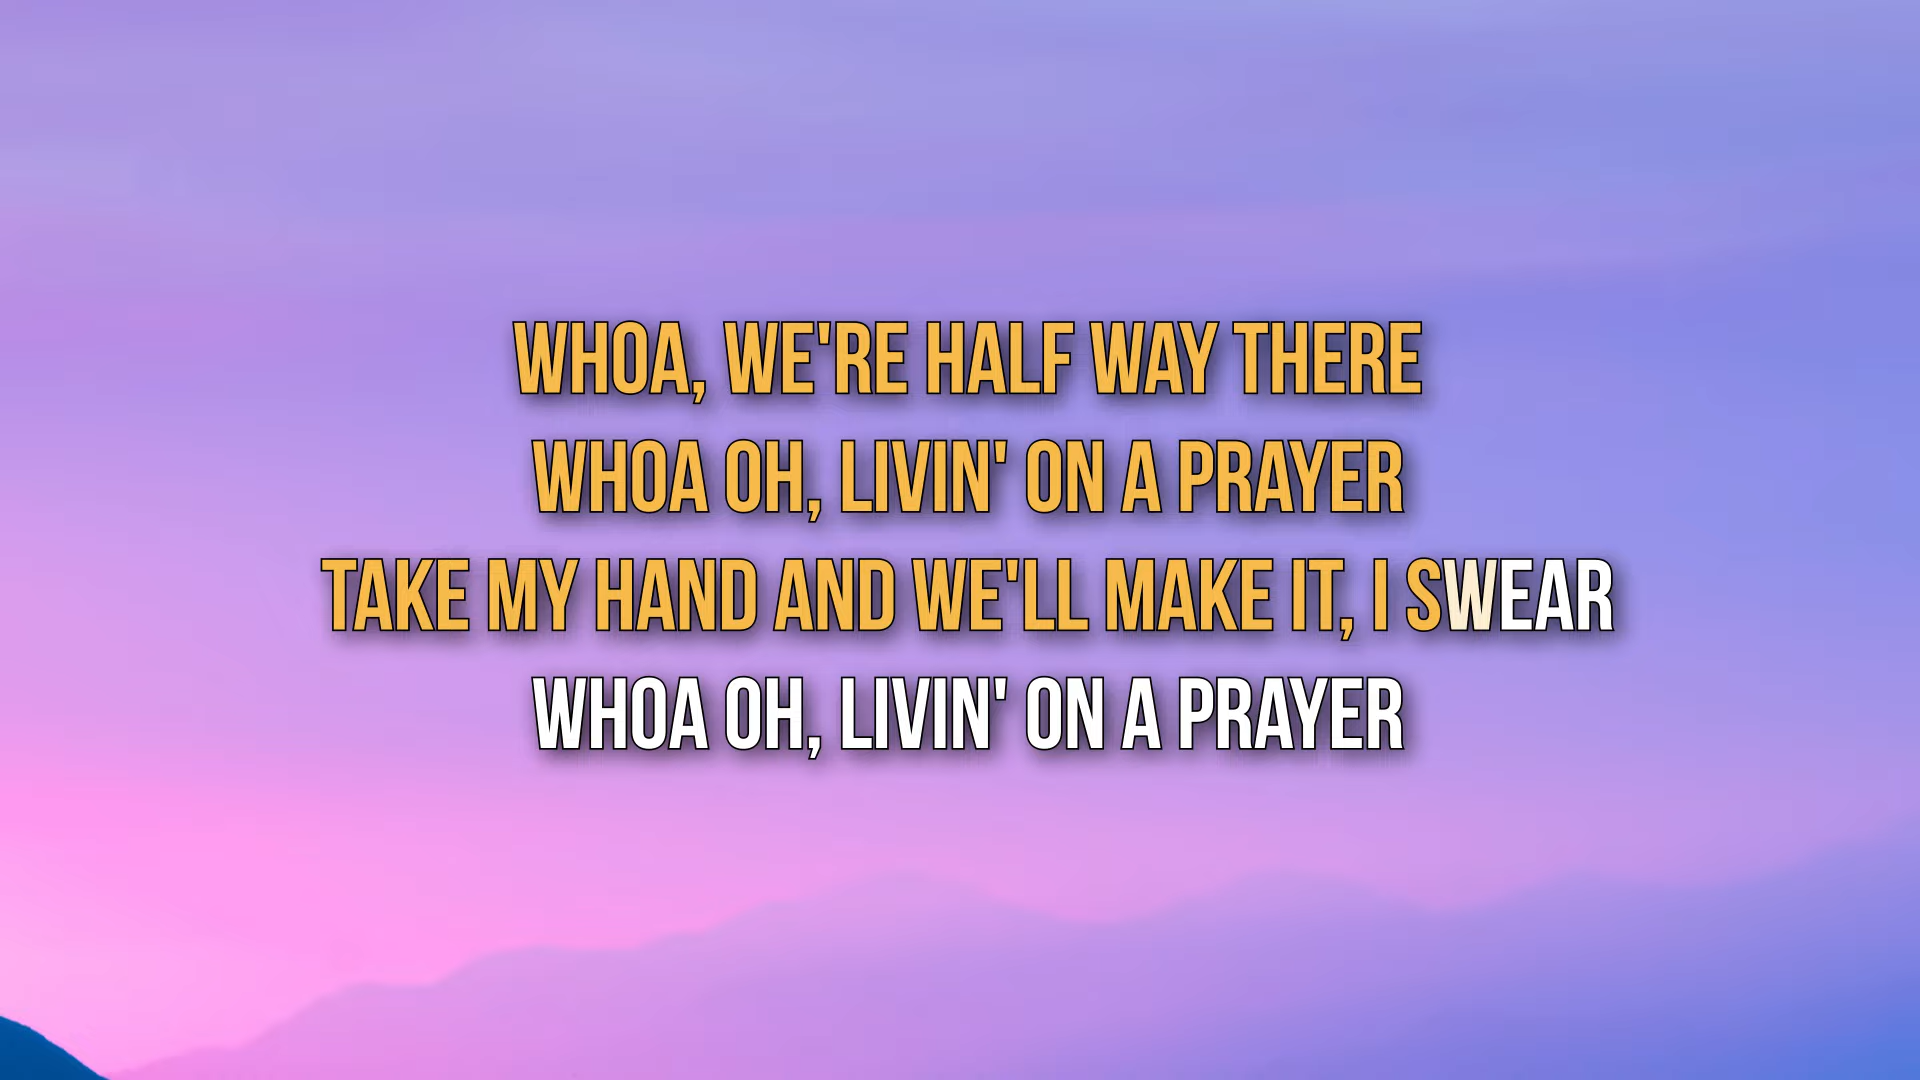 WHOA, WE'RE HALF WAY THERE
WHOA OH, LIVIN' ON A PRAYER
TAKE MY HAND AND WE'LL MAKE IT, I SWEAR
WHOA OH, LIVIN' ON A PRAYER